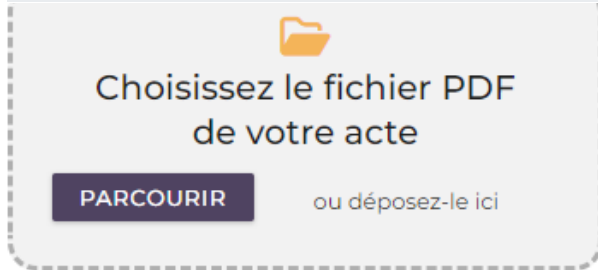 Choisissez le fichier PDF
de votre acte
PARCOURIR ou déposez-le ici